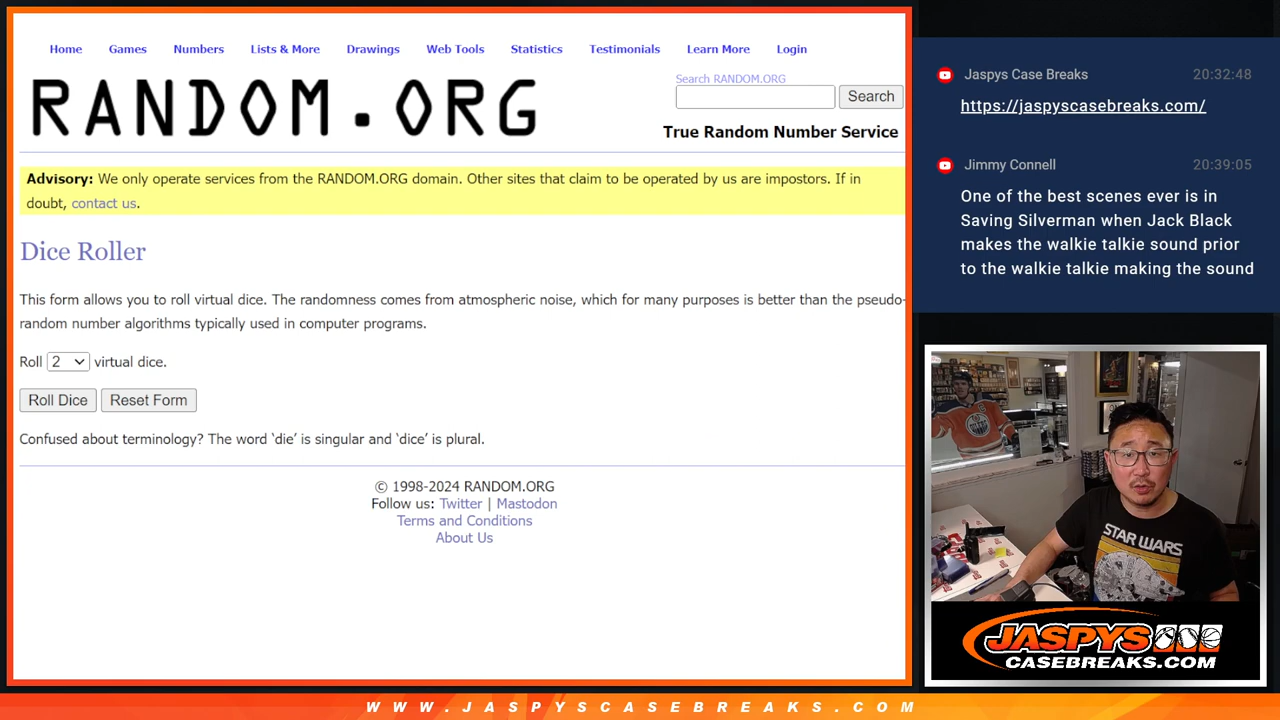 Home Games Numbers Lists & More Drawings Web Tools Statistics Testimonials Learn More Login
RANDOM.ORG
Search RANDOM.ORG
Search
True Random Number Service
Advisory: We only operate services from the RANDOM.ORG domain. Other sites that claim to be operated by us are impostors. If in
doubt, contact us.
Dice Roller
This form allows you to roll virtual dice. The randomness comes from atmospheric noise, which for many purposes is better than the pseudo-
random number algorithms typically used in computer programs.
Roll 2 virtual dice.
Roll Dice Reset Form
Confused about terminology? The word ‘die’ is singular and ‘dice’ is plural.
© 1998-2024 RANDOM.ORG
Follow us: Twitter | Mastodon
Terms and Conditions
About Us
Jaspys Case Breaks 20:32:48
https://jaspyscasebreaks.com/
Jimmy Connell 20:39:05
One of the best scenes ever is in
Saving Silverman when Jack Black
makes the walkie talkie sound prior
to the walkie talkie making the sound
STAR WARS
JASPYS
CASEBREAKS.COM
WWW.JASPYSCASEBREAKS.COM